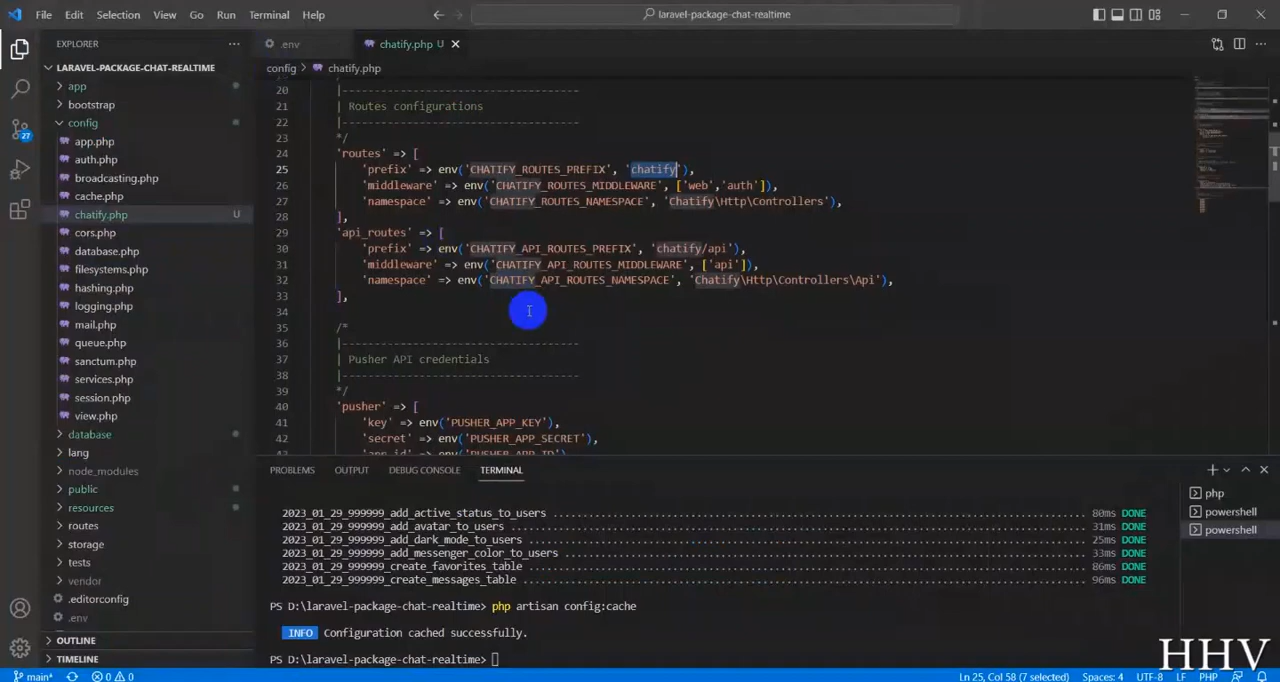 File Edit Selection View Go Run Terminal Help
laravel-package-chat-realtime
EXPLORER
LARAVEL-PACKAGE-CHAT-REALTIME
app
bootstrap
config
app.php
auth.php
broadcasting.php
cache.php
chatify.php U
cors.php
database.php
filesystems.php
hashing.php
logging.php
mail.php
queue.php
sanctum.php
services.php
session.php
view.php
database
lang
node_modules
public
resources
routes
storage
tests
vendor
.editorconfig
.env
OUTLINE
TIMELINE
27
.env
chatify.php U
config > chatify.php
20 |--------------------------------------
21 | Routes configurations
22 |--------------------------------------
23 */
24 'routes' => [
25 'prefix' => env('CHATIFY_ROUTES_PREFIX', 'chatify'),
26 'middleware' => env('CHATIFY_ROUTES_MIDDLEWARE', ['web','auth']),
27 'namespace' => env('CHATIFY_ROUTES_NAMESPACE', 'Chatify\Http\Controllers'),
28 ],
29 'api_routes' => [
30 'prefix' => env('CHATIFY_API_ROUTES_PREFIX', 'chatify/api'),
31 'middleware' => env('CHATIFY_API_ROUTES_MIDDLEWARE', ['api']),
32 'namespace' => env('CHATIFY_API_ROUTES_NAMESPACE', 'Chatify\Http\Controllers\Api'),
33 ],
34
35 /*
36 |--------------------------------------
37 | Pusher API credentials
38 |--------------------------------------
39 */
40 'pusher' => [
41 'key' => env('PUSHER_APP_KEY'),
42 'secret' => env('PUSHER_APP_SECRET'),
'app_id' => env('PUSHER_APP_ID')
PROBLEMS OUTPUT DEBUG CONSOLE TERMINAL
2023_01_29_999999_add_active_status_to_users ........ 80ms DONE
2023_01_29_999999_add_avatar_to_users ........ 31ms DONE
2023_01_29_999999_add_dark_mode_to_users ........ 25ms DONE
2023_01_29_999999_add_messenger_color_to_users ........ 33ms DONE
2023_01_29_999999_create_favorites_table ........ 86ms DONE
2023_01_29_999999_create_messages_table ........ 96ms DONE
PS D:\laravel-package-chat-realtime> php artisan config:cache
INFO Configuration cached successfully.
PS D:\laravel-package-chat-realtime>
php
powershell
powershell
HHV
main* 0 0 Ln 25, Col 58 (7 selected) Spaces: 4 UTF-8 LF PHP